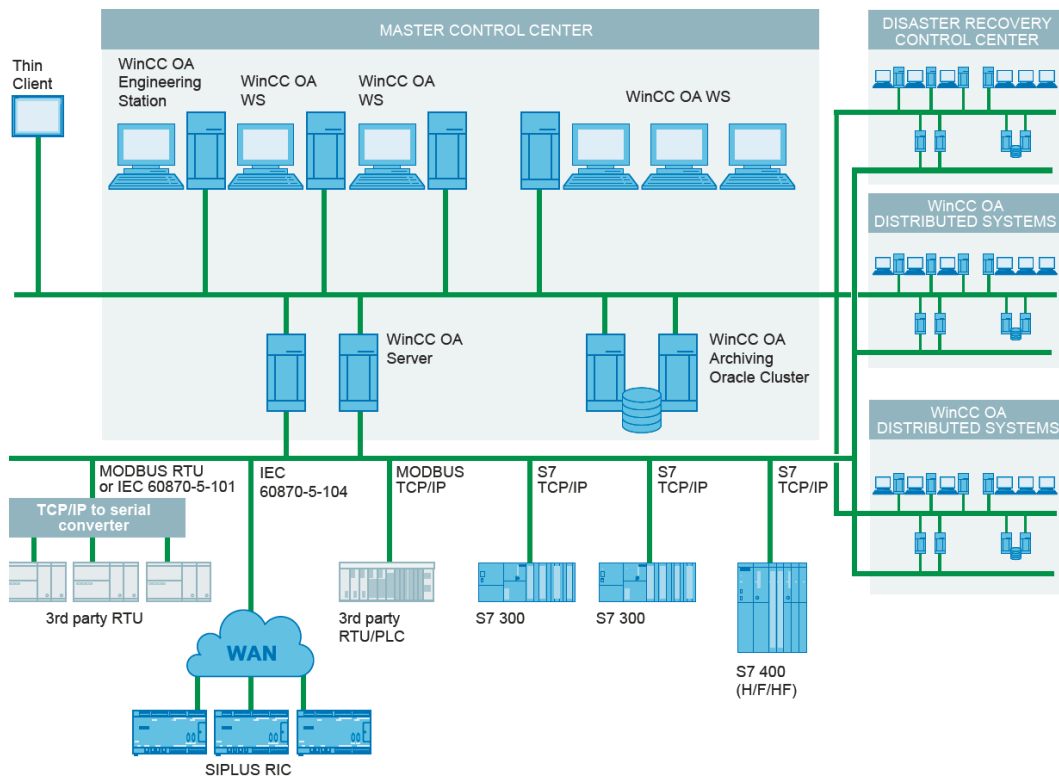 MASTER CONTROL CENTER
DISASTER RECOVERY
CONTROL CENTER
Thin
Client
WinCC OA
Engineering
Station
WinCC OA
WS
WinCC OA
WS
WinCC OA WS
WinCC OA
DISTRIBUTED SYSTEMS
WinCC OA
Server
WinCC OA
Archiving
Oracle Cluster
WinCC OA
DISTRIBUTED SYSTEMS
MODBUS RTU
or IEC 60870-5-101
IEC
60870-5-104
MODBUS
TCP/IP
S7
TCP/IP
S7
TCP/IP
S7
TCP/IP
TCP/IP to serial
converter
3rd party RTU
3rd party
RTU/PLC
S7 300
S7 300
S7 400
(H/F/HF)
WAN
SIPLUS RIC